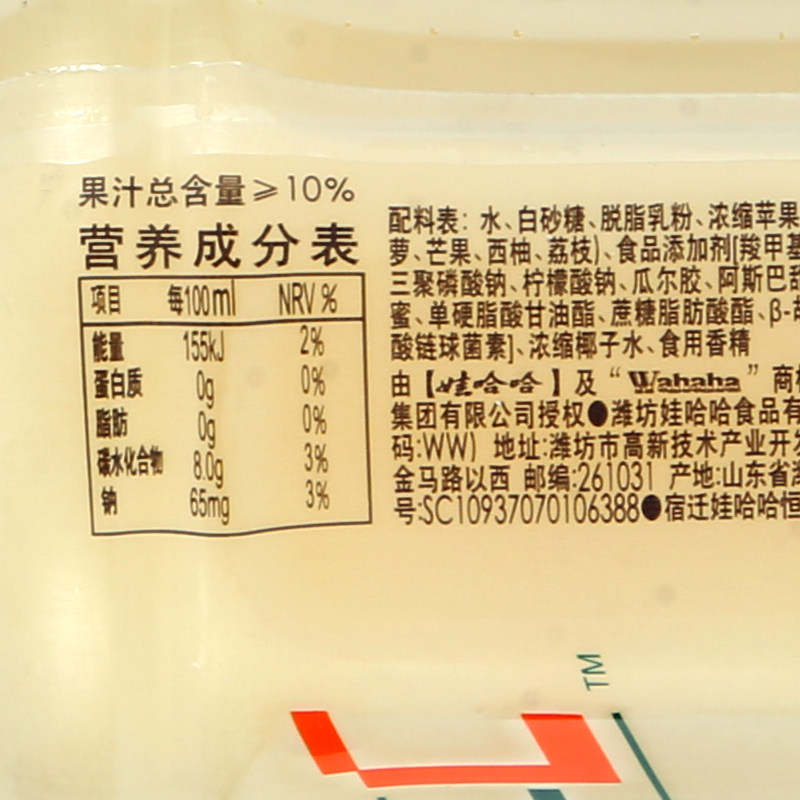 果汁总含量≥10%
营养成分表
项目 每100ml NRV%
能量 155kJ 2%
蛋白质 0g 0%
脂肪 0g 0%
碳水化合物 8.0g 3%
钠 65mg 3%
配料表: 水、白砂糖、脱脂乳粉、浓缩苹果
萝、芒果、西柚、荔枝)、食品添加剂[羧甲基
三聚磷酸钠、柠檬酸钠、瓜尔胶、阿斯巴甜
蜜、单硬脂酸甘油酯、蔗糖脂肪酸酯、β-胡
酸链球菌素]、浓缩椰子水、食用香精
由【娃哈哈】及“Wahaha”商标
集团有限公司授权●潍坊娃哈哈食品有
码:WW) 地址:潍坊市高新技术产业开发
金马路以西 邮编:261031 产地:山东省潍
号:SC10937070106388●宿迁娃哈哈恒
TM